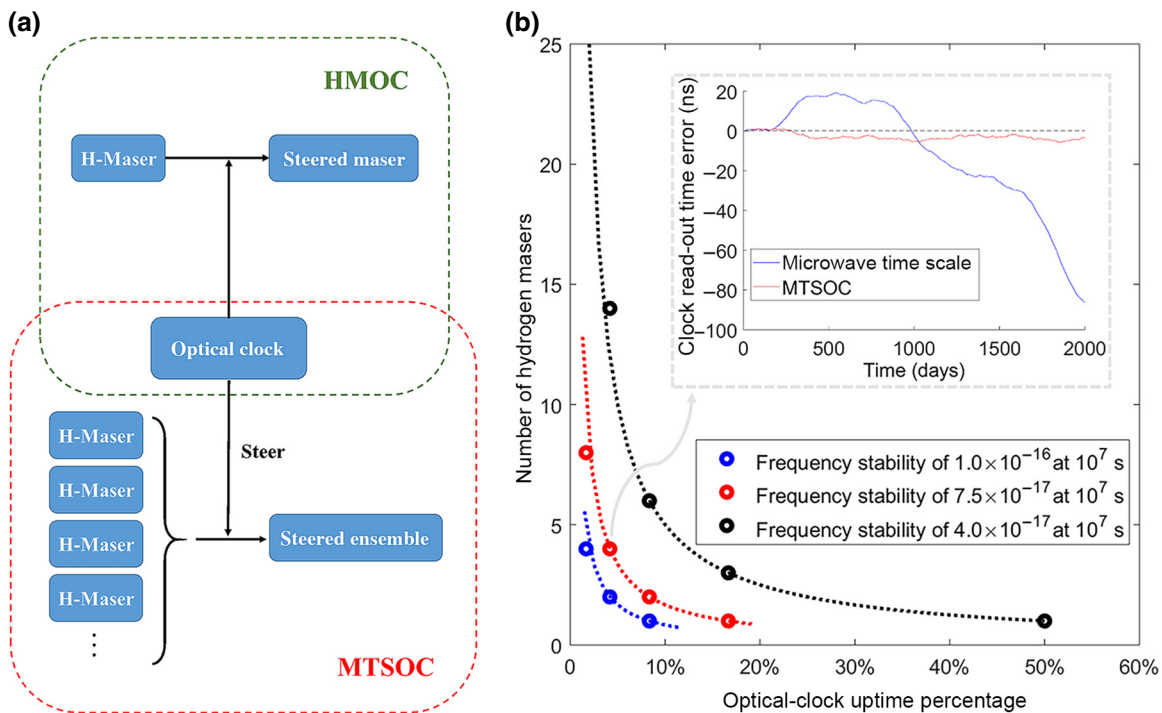 (a)
HMOC
H-Maser
Steered maser
Optical clock
H-Maser
H-Maser
H-Maser
H-Maser
⋮
Steer
Steered ensemble
MTSOC
(b)
Number of hydrogen masers
25
20
15
10
5
0
0
10%
20%
30%
40%
50%
60%
Optical-clock uptime percentage
Clock read-out time error (ns)
20
0
−20
−40
−60
−80
−100
0
500
1000
1500
2000
Time (days)
Microwave time scale
MTSOC
Frequency stability of 1.0×10⁻¹⁶ at 10⁷ s
Frequency stability of 7.5×10⁻¹⁷ at 10⁷ s
Frequency stability of 4.0×10⁻¹⁷ at 10⁷ s